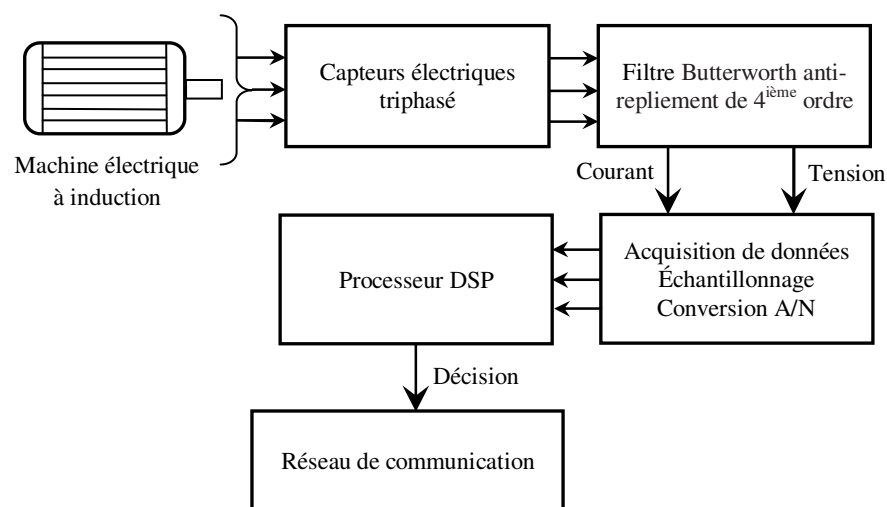 Capteurs électriques
triphasé
Filtre Butterworth anti-
repliement de 4ième ordre
Machine électrique
à induction
Courant
Tension
Processeur DSP
Acquisition de données
Échantillonnage
Conversion A/N
Décision
Réseau de communication